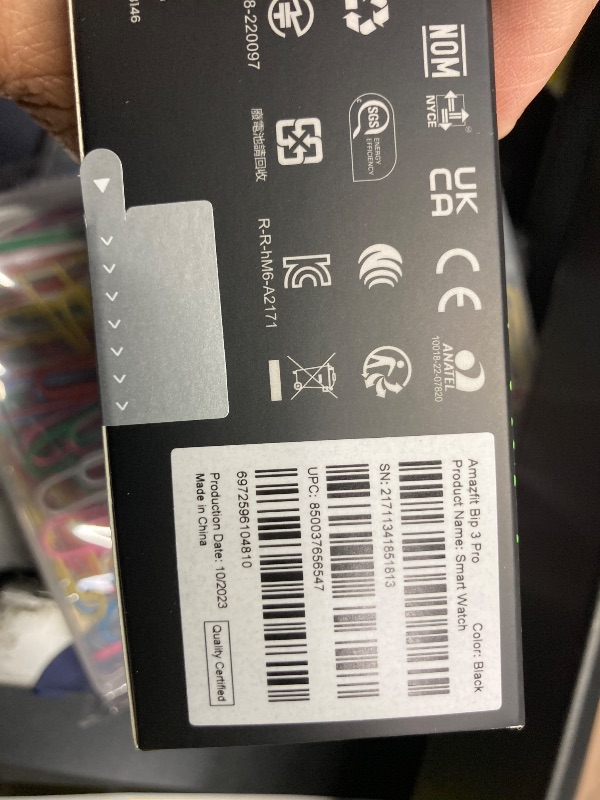 NOM
NYCE
UK
CA
CE
ANATEL
10018-22-07820
SGS
ENERGY
EFFICIENCY
8-220097
廢電池請回收
R-R-hM6-A2171
Amazfit Bip 3 Pro Color: Black
Product Name: Smart Watch
SN: 21711341851813
UPC: 850037656547
6972596104810
Production Date: 10/2023
Made in China
Quality Certified